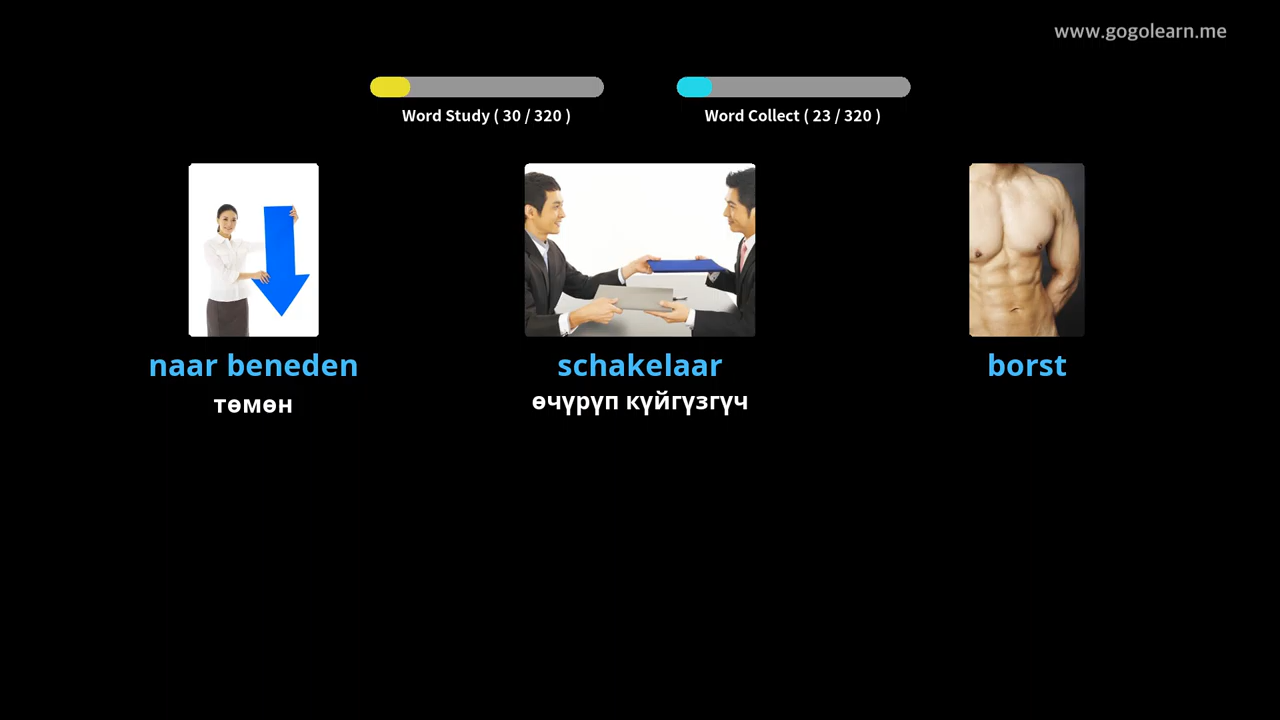 www.gogolearn.me
Word Study ( 30 / 320 )
Word Collect ( 23 / 320 )
naar beneden
schakelaar
borst
төмөн
өчүрүп күйгүзгүч